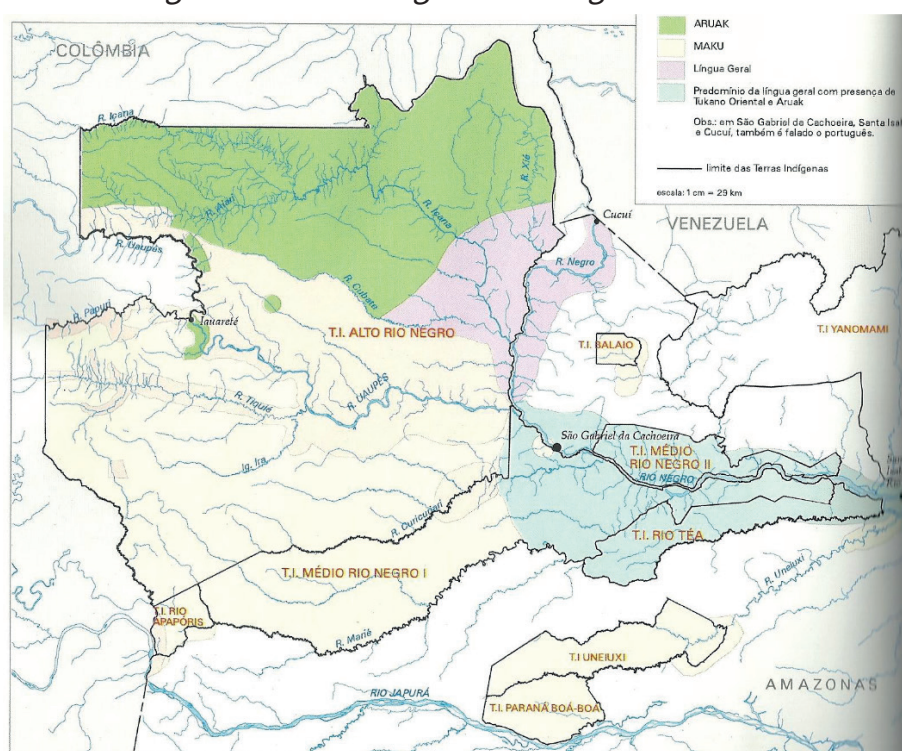 ARUAK
MAKU
Língua Geral
Predomínio da língua geral com presença de
Tukano Oriental e Aruak
Obs.: em São Gabriel da Cachoeira, Santa Isa
e Cucuí, também é falado o português.
limite das Terras Indígenas
escala: 1 cm = 29 km
COLÔMBIA
VENEZUELA
R. Içana
R. Aiari
R. Içana
R. Xié
Cucuí
R. Negro
R. Uaupés
R. Cubate
R. Papuri
Iauaretê
T.I. ALTO RIO NEGRO
T.I. BALAIO
T.I YANOMAMI
R. Tiquié
R. UAUPÉS
São Gabriel da Cachoeira
T.I. MÉDIO
RIO NEGRO II
RIO NEGRO
Ig. Ira
R. Curicuriari
T.I. RIO TÉA
T.I. MÉDIO RIO NEGRO I
R. Uneiuxi
T.I. RIO
APAPÓRIS
R. Marié
T.I UNEIUXI
AMAZONAS
RIO JAPURÁ
T.I. PARANÁ BOÁ-BOÁ